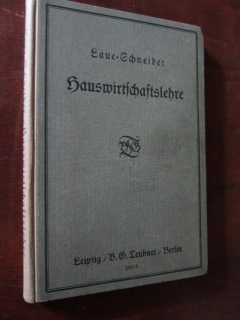 Laue-Schneider
Hauswirtschaftslehre
Leipzig / B. G. Teubner / Berlin